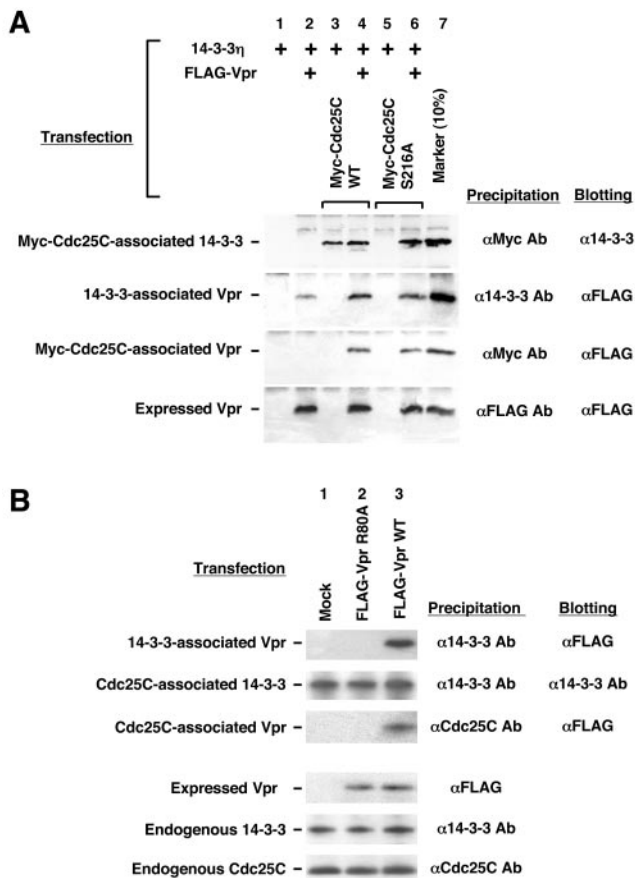 A
1 2 3 4 5 6 7
14-3-3η + + + + + +
FLAG-Vpr + + +
Transfection
Myc-Cdc25C
WT
Myc-Cdc25C
S216A
Marker (10%)
Precipitation Blotting
Myc-Cdc25C-associated 14-3-3 – αMyc Ab α14-3-3
14-3-3-associated Vpr – α14-3-3 Ab αFLAG
Myc-Cdc25C-associated Vpr – αMyc Ab αFLAG
Expressed Vpr – αFLAG Ab αFLAG
B
1 2 3
Transfection
Mock
FLAG-Vpr R80A
FLAG-Vpr WT
Precipitation Blotting
14-3-3-associated Vpr – α14-3-3 Ab αFLAG
Cdc25C-associated 14-3-3 – α14-3-3 Ab α14-3-3 Ab
Cdc25C-associated Vpr – αCdc25C Ab αFLAG
Expressed Vpr – αFLAG
Endogenous 14-3-3 – α14-3-3 Ab
Endogenous Cdc25C – αCdc25C Ab